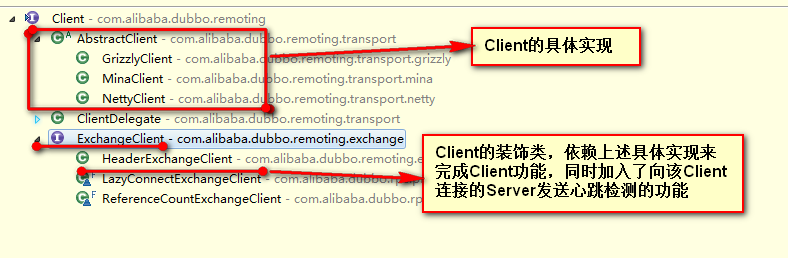 Client - com.alibaba.dubbo.remoting
AbstractClient - com.alibaba.dubbo.remoting.transport
GrizzlyClient - com.alibaba.dubbo.remoting.transport.grizzly
MinaClient - com.alibaba.dubbo.remoting.transport.mina
NettyClient - com.alibaba.dubbo.remoting.transport.netty
ClientDelegate - com.alibaba.dubbo.remoting.transport
ExchangeClient - com.alibaba.dubbo.remoting.exchange
HeaderExchangeClient - com.alibaba.dubbo.remoting.e
LazyConnectExchangeClient - com.alibaba.dubbo.rp
ReferenceCountExchangeClient - com.alibaba.dubbo.rp
Client的具体实现
Client的装饰类，依赖上述具体实现来
完成Client功能，同时加入了向该Client
连接的Server发送心跳检测的功能